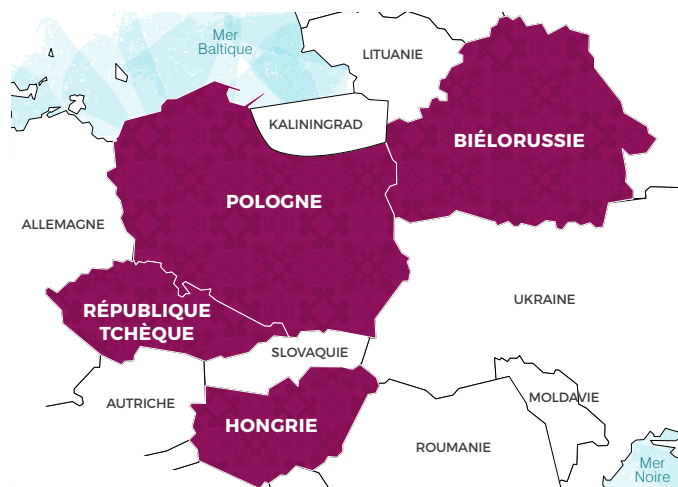 Mer
Baltique
LITUANIE
KALININGRAD
BIÉLORUSSIE
POLOGNE
ALLEMAGNE
UKRAINE
RÉPUBLIQUE
TCHÈQUE
SLOVAQUIE
AUTRICHE
MOLDAVIE
HONGRIE
ROUMANIE
Mer
Noire